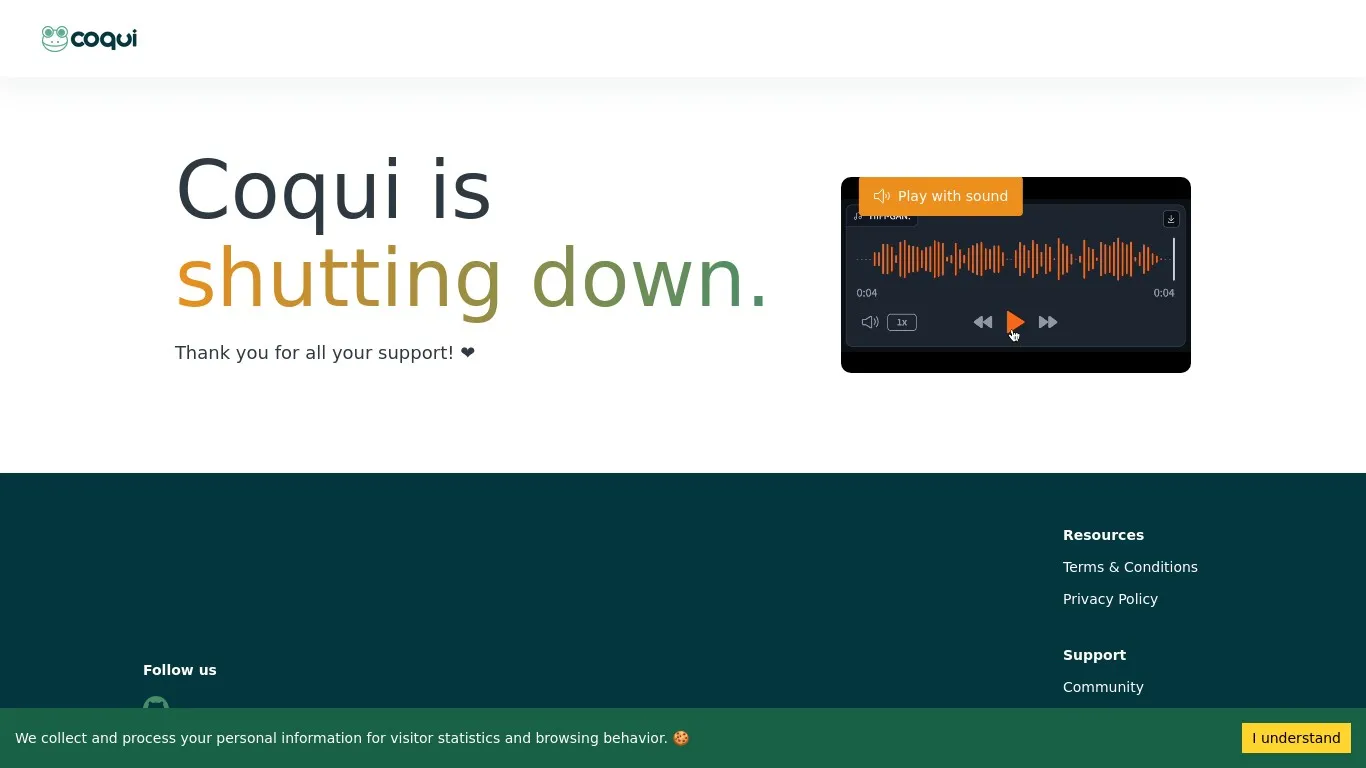 coqui
Coqui is
shutting down.
Thank you for all your support! ❤
Play with sound
0:04
0:04
1x
Resources
Terms & Conditions
Privacy Policy
Support
Community
Follow us
We collect and process your personal information for visitor statistics and browsing behavior. 🍪
I understand